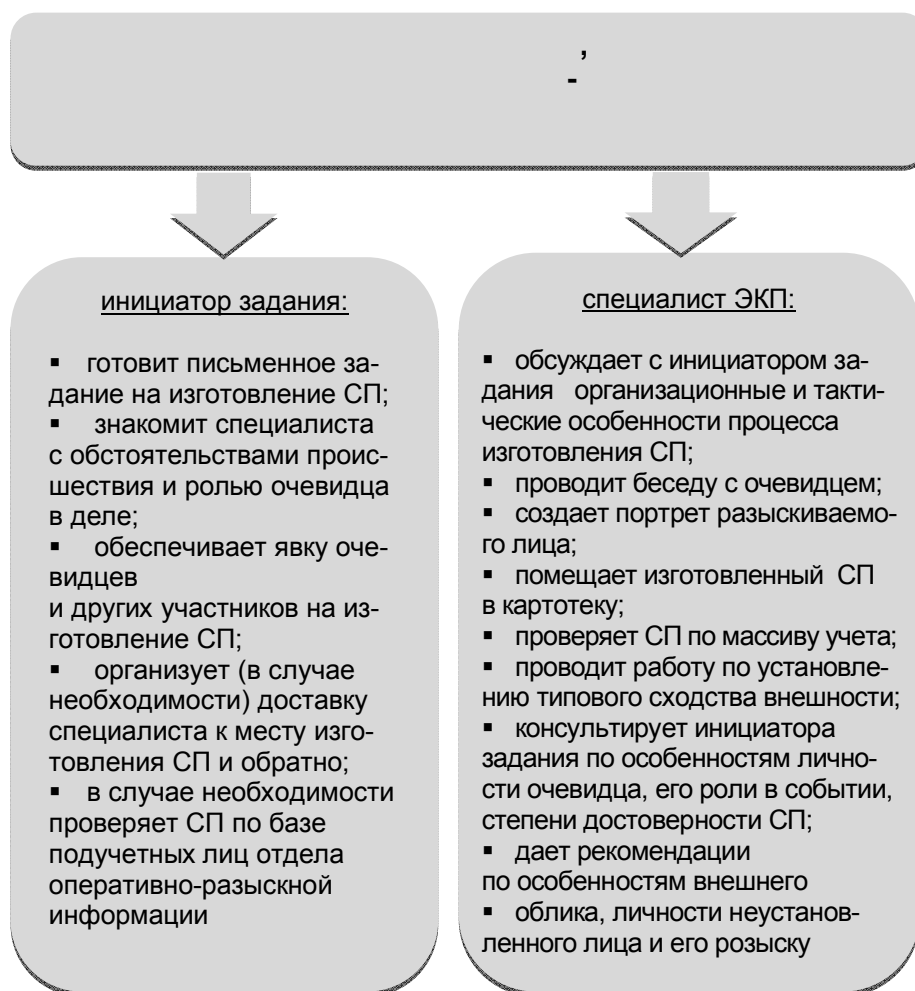 ,
-
инициатор задания:
▪ готовит письменное за-
дание на изготовление СП;
▪ знакомит специалиста
с обстоятельствами проис-
шествия и ролью очевидца
в деле;
▪ обеспечивает явку оче-
видцев
и других участников на из-
готовление СП;
▪ организует (в случае
необходимости) доставку
специалиста к месту изго-
товления СП и обратно;
▪ в случае необходимости
проверяет СП по базе
подучетных лиц отдела
оперативно-разыскной
информации
специалист ЭКП:
▪ обсуждает с инициатором за-
дания организационные и такти-
ческие особенности процесса
изготовления СП;
▪ проводит беседу с очевидцем;
▪ создает портрет разыскиваемо-
го лица;
▪ помещает изготовленный СП
в картотеку;
▪ проверяет СП по массиву учета;
▪ проводит работу по установле-
нию типового сходства внешности;
▪ консультирует инициатора
задания по особенностям лично-
сти очевидца, его роли в событии,
степени достоверности СП;
▪ дает рекомендации
по особенностям внешнего
▪ облика, личности неустанов-
ленного лица и его розыску